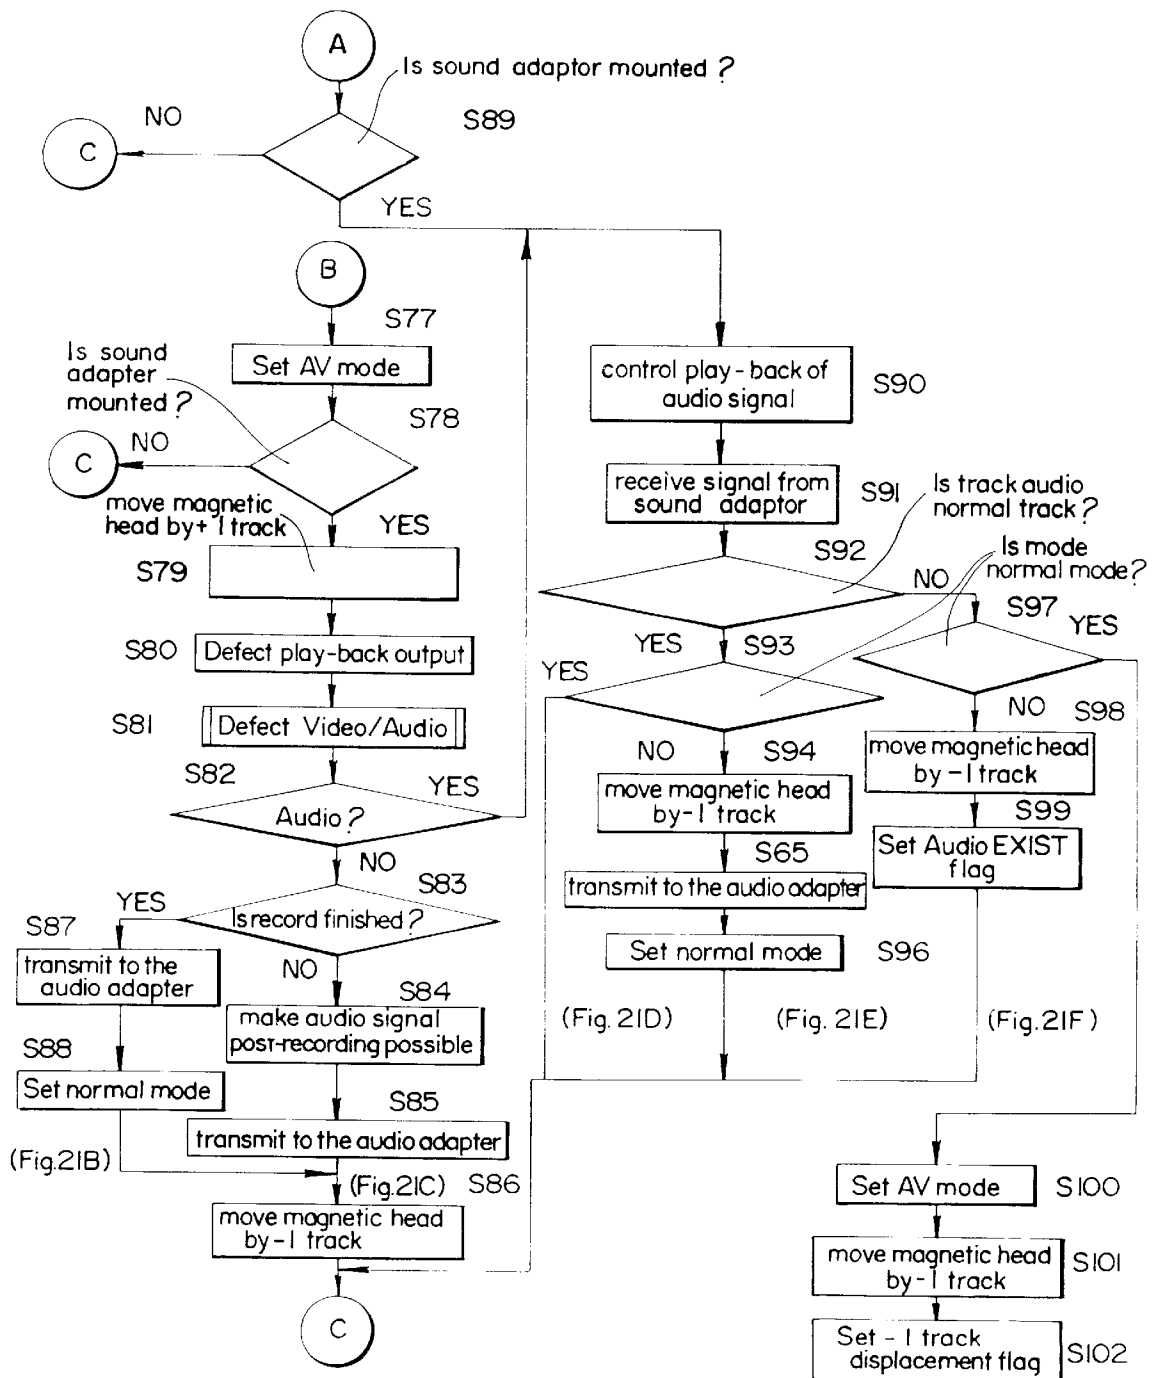 A
Is sound adaptor mounted ?
S89
NO
C
YES
B
S77
Set AV mode
Is sound
adapter
mounted ?
S78
NO
C
YES
move magnetic
head by + 1 track
S79
S80
Defect play-back output
S81
Defect Video/Audio
S82
Audio ?
YES
NO
S83
Is record finished ?
YES
NO
S87
transmit to the
audio adapter
S84
make audio signal
post-recording possible
S88
Set normal mode
S85
transmit to the audio adapter
(Fig.21B)
(Fig.21C)
S86
move magnetic head
by -1 track
C
control play-back of
audio signal
S90
receive signal from
sound adaptor
S91
Is track audio
normal track ?
S92
NO
YES
Is mode
normal mode ?
S93
YES
NO
S94
move magnetic head
by -1 track
S65
transmit to the audio adapter
Set normal mode
S96
(Fig. 21D)
(Fig. 21E)
(Fig. 21F)
S97
YES
NO
S98
move magnetic head
by -1 track
S99
Set Audio EXIST
flag
Set AV mode
S100
move magnetic head
by -1 track
S101
Set -1 track
displacement flag
S102